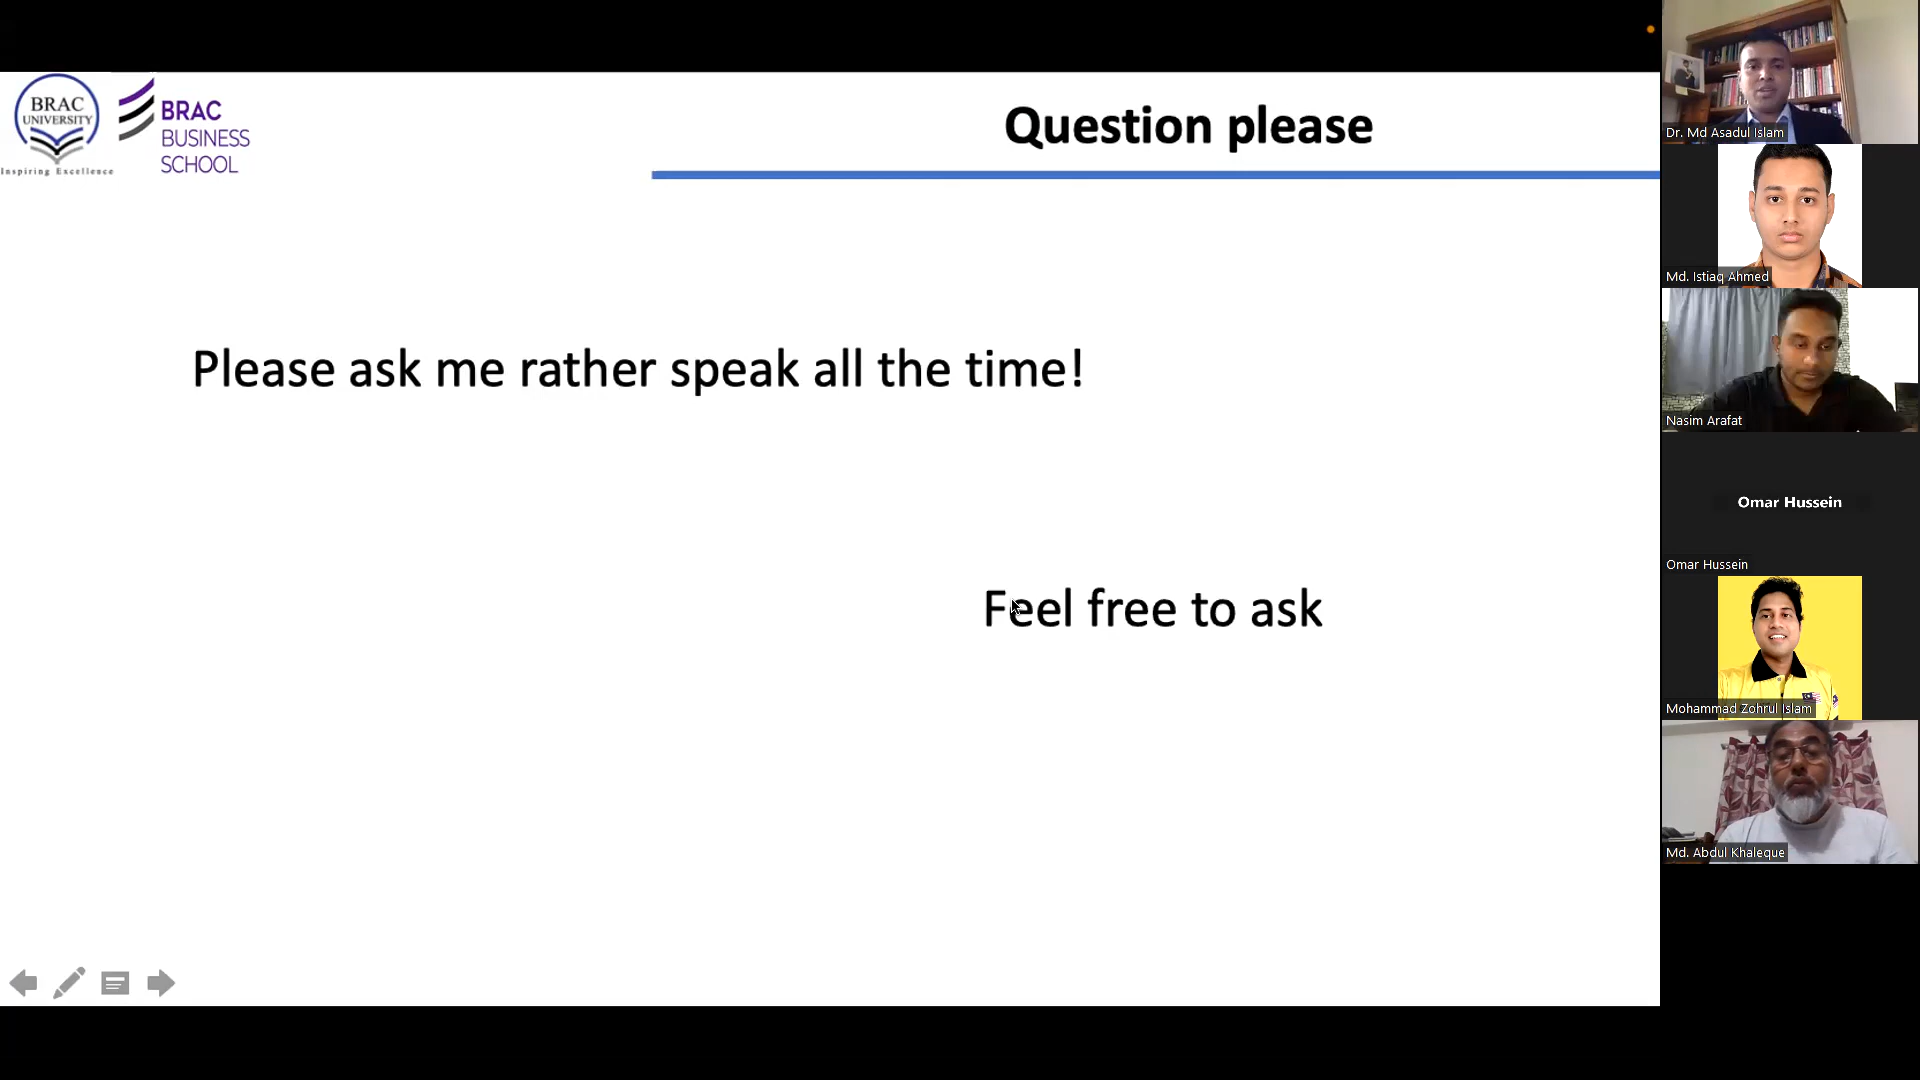 BRAC
UNIVERSITY
Inspiring Excellence
BRAC
BUSINESS
SCHOOL
Question please
Please ask me rather speak all the time!
Feel free to ask
Dr. Md Asadul Islam
Md. Istiaq Ahmed
Nasim Arafat
Omar Hussein
Omar Hussein
Mohammad Zohrul Islam
Md. Abdul Khaleque